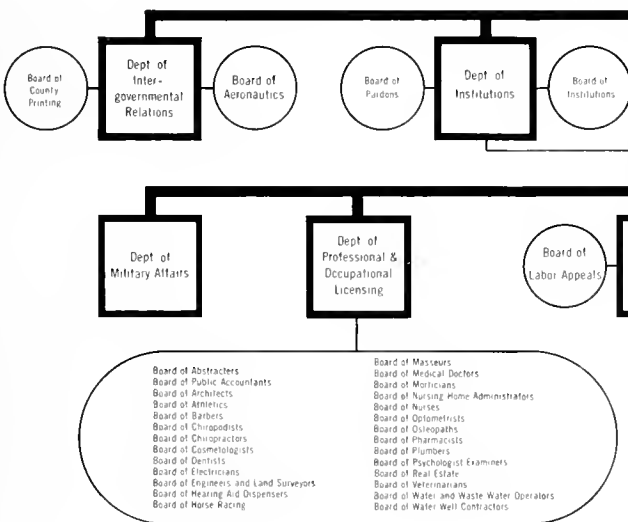 Board of
County
Printing
Dept of
Inter-
governmental
Relations
Board of
Aeronautics
Board of
Pardons
Dept of
Institutions
Board of
Institutions
Dept of
Military Affairs
Dept of
Professional &
Occupational
Licensing
Board of
Labor Appeals
Board of Abstracters
Board of Public Accountants
Board of Architects
Board of Athletics
Board of Barbers
Board of Chiropodists
Board of Chiropractors
Board of Cosmetologists
Board of Dentists
Board of Electricians
Board of Engineers and Land Surveyors
Board of Hearing Aid Dispensers
Board of Horse Racing
Board of Masseurs
Board of Medical Doctors
Board of Morticians
Board of Nursing Home Administrators
Board of Nurses
Board of Optometrists
Board of Osteopaths
Board of Pharmacists
Board of Plumbers
Board of Psychologist Examiners
Board of Real Estate
Board of Veterinarians
Board of Water and Waste Water Operators
Board of Water Well Contractors